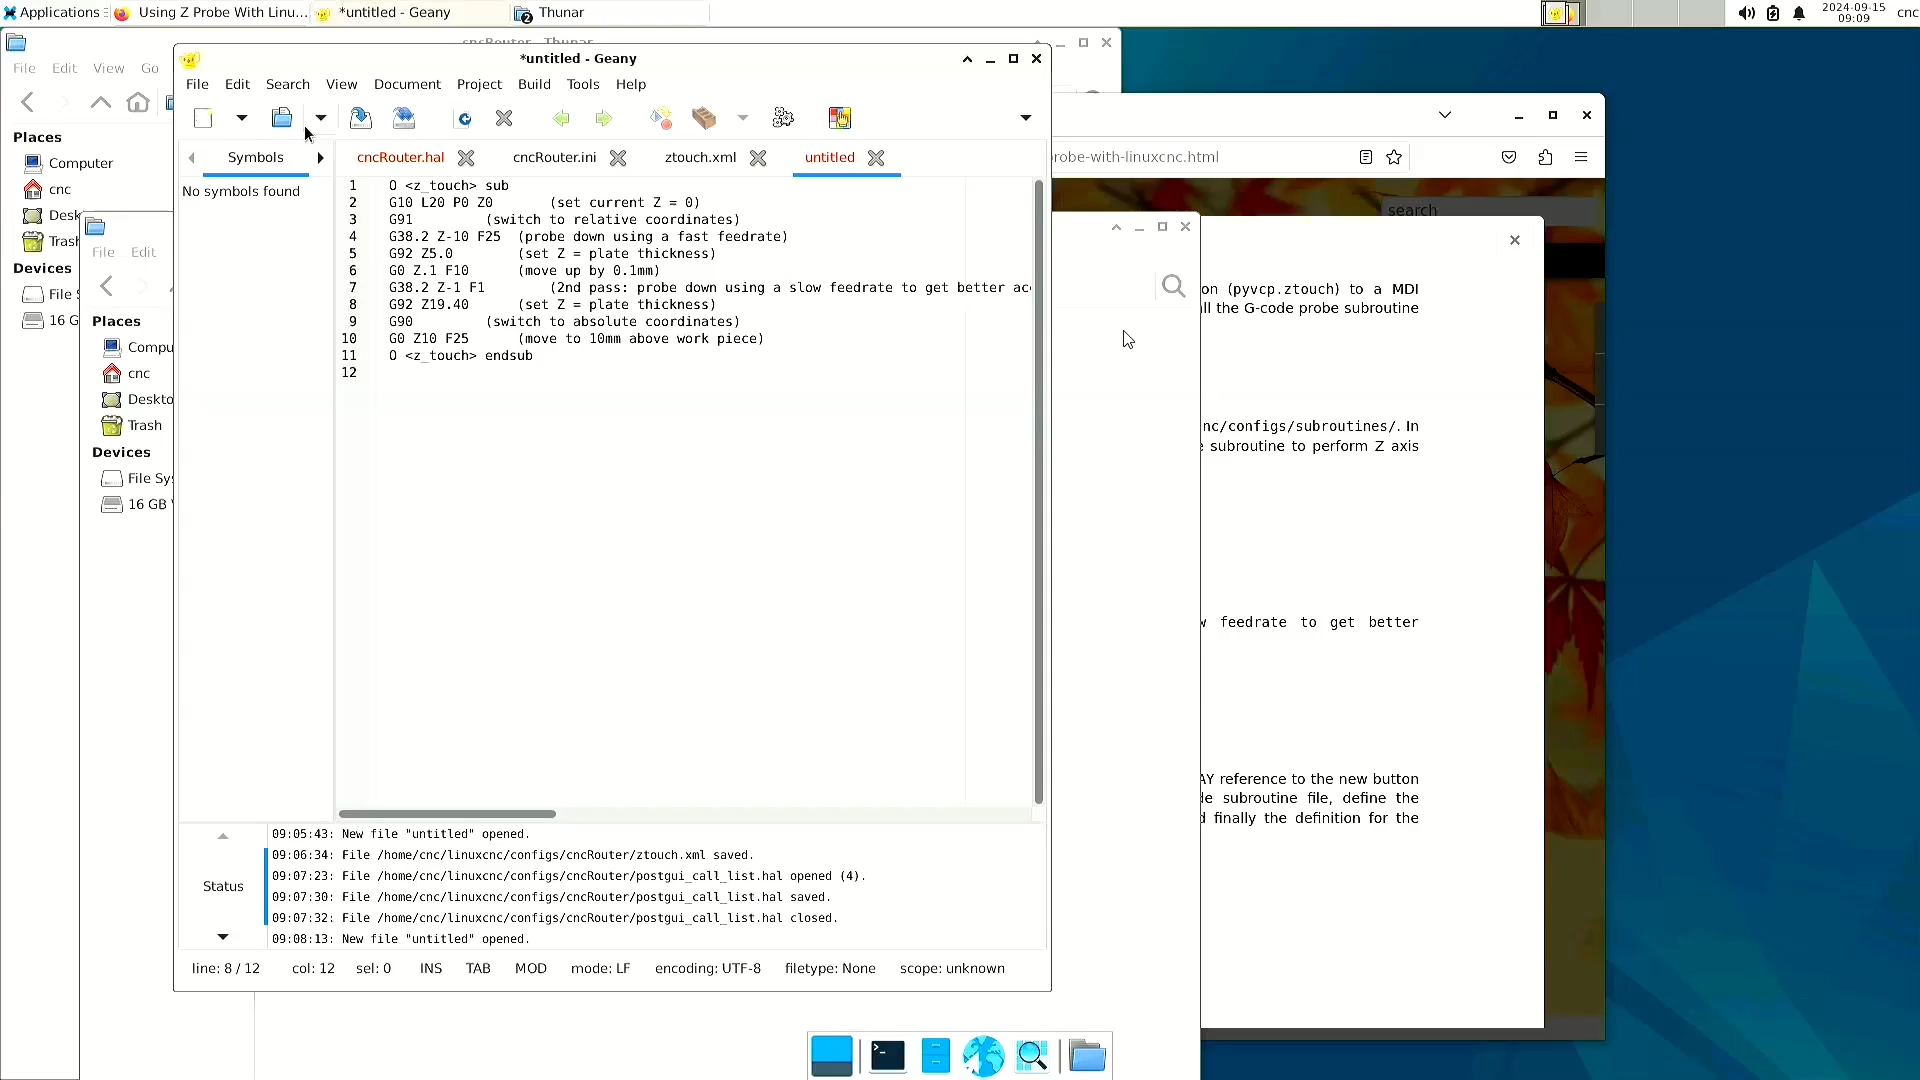 Applications
Using Z Probe With Linu...
*untitled - Geany
2
Thunar
2024-09-15
09:09
cnc
cncRouter - Thunar
File Edit View Go
Places
Computer
cnc
Trash
Devices
File Edit
Places
cnc
Trash
Devices
*untitled - Geany
File Edit Search View Document Project Build Tools Help
Symbols
No symbols found
cncRouter.hal
cncRouter.ini
ztouch.xml
untitled
1 O <z_touch> sub
2 G10 L20 P0 Z0 (set current Z = 0)
3 G91 (switch to relative coordinates)
4 G38.2 Z-10 F25 (probe down using a fast feedrate)
5 G92 Z5.0 (set Z = plate thickness)
6 G0 Z.1 F10 (move up by 0.1mm)
7 G38.2 Z-1 F1 (2nd pass: probe down using a slow feedrate to get better
8 G92 Z19.40 (set Z = plate thickness)
9 G90 (switch to absolute coordinates)
10 G0 Z10 F25 (move to 10mm above work piece)
11 O <z_touch> endsub
12
Status
09:05:43: New file "untitled" opened.
09:06:34: File /home/cnc/linuxcnc/configs/cncRouter/ztouch.xml saved.
09:07:23: File /home/cnc/linuxcnc/configs/cncRouter/postgui_call_list.hal opened (4).
09:07:30: File /home/cnc/linuxcnc/configs/cncRouter/postgui_call_list.hal saved.
09:07:32: File /home/cnc/linuxcnc/configs/cncRouter/postgui_call_list.hal closed.
09:08:13: New file "untitled" opened.
line: 8 / 12 col: 12 sel: 0 INS TAB MOD mode: LF encoding: UTF-8 filetype: None scope: unknown
probe-with-linuxcnc.html
search
on (pyvcp.ztouch) to a MDI
ll the G-code probe subroutine
nc/configs/subroutines/. In
subroutine to perform Z axis
feedrate to get better
AY reference to the new button
de subroutine file, define the
d finally the definition for the